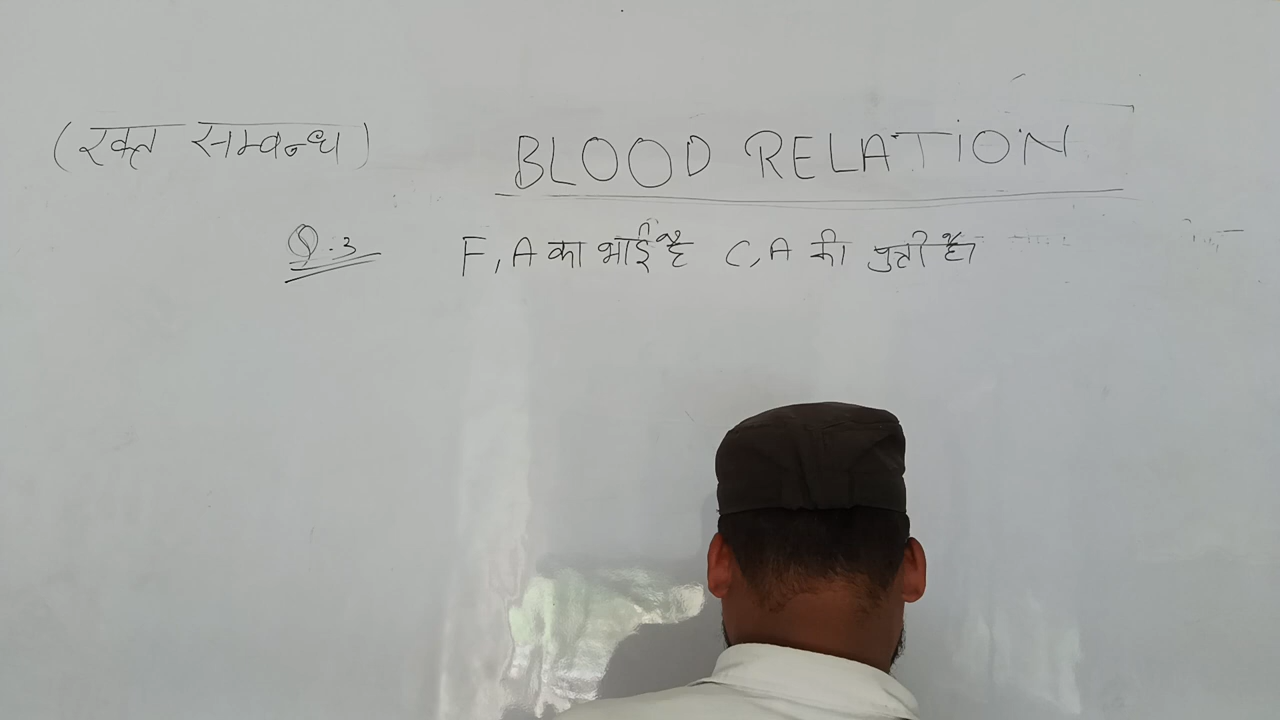 (रक्त सम्बन्ध) BLOOD RELATION
Q.3 F, A का भाई है C, A की पुत्री है।